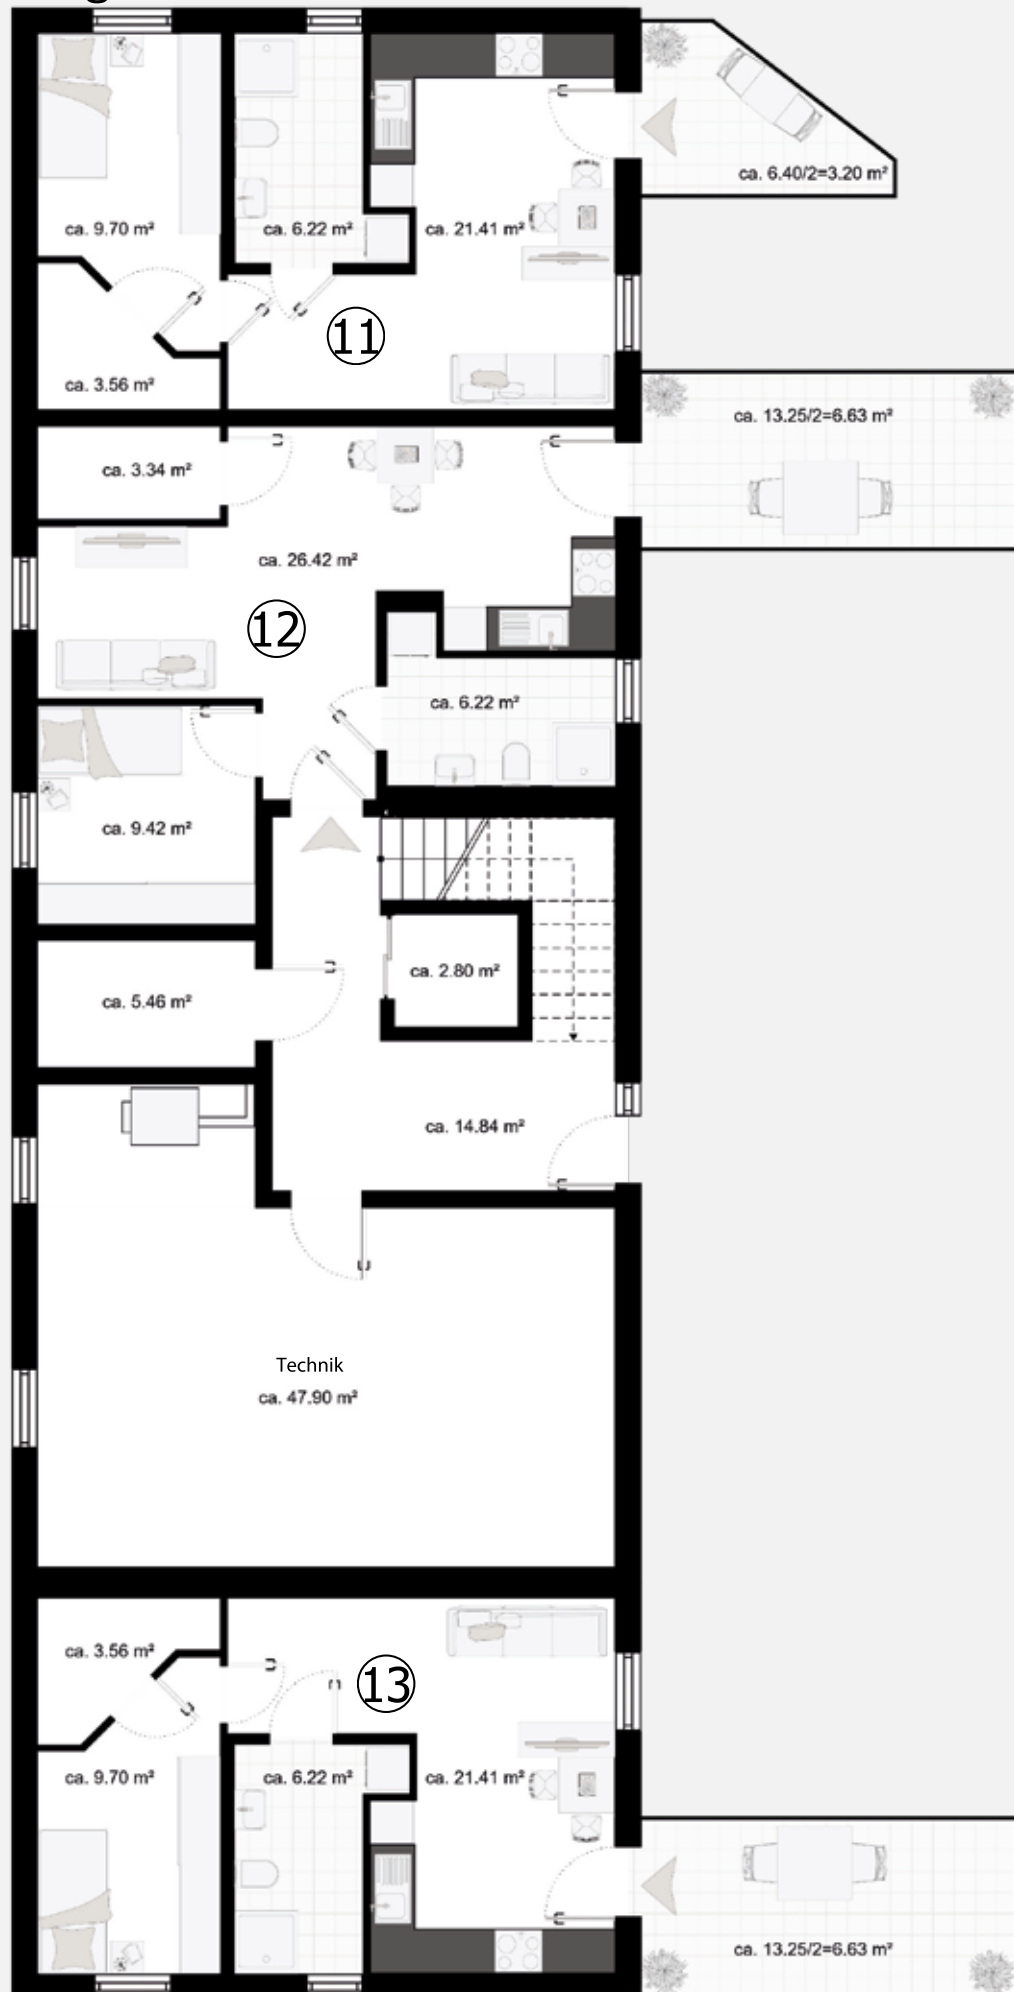 ca. 6.40/2=3.20 m²
ca. 9.70 m²
ca. 6.22 m²
ca. 21.41 m²
11
ca. 3.56 m²
ca. 13.25/2=6.63 m²
ca. 3.34 m²
ca. 26.42 m²
12
ca. 6.22 m²
ca. 9.42 m²
ca. 2.80 m²
ca. 5.46 m²
ca. 14.84 m²
Technik
ca. 47.90 m²
ca. 3.56 m²
13
ca. 9.70 m²
ca. 6.22 m²
ca. 21.41 m²
ca. 13.25/2=6.63 m²